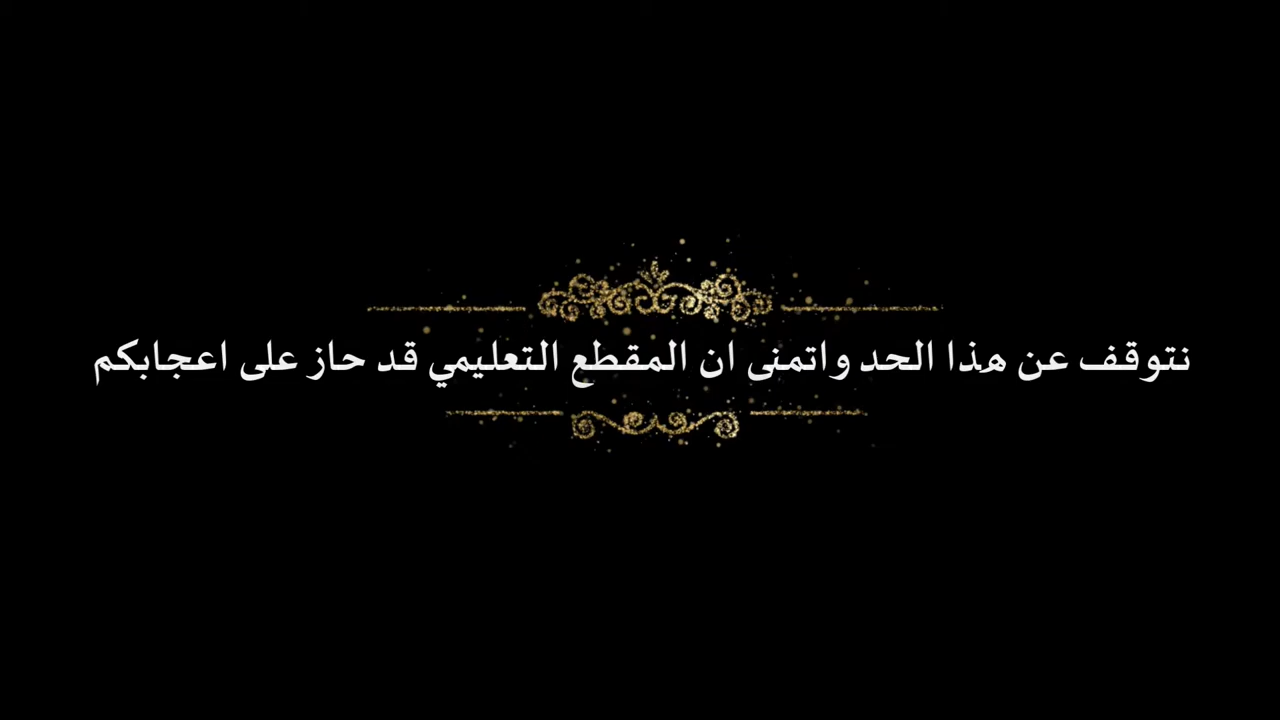 نتوقف عن هذا الحد واتمنى ان المقطع التعليمي قد حاز على اعجابكم